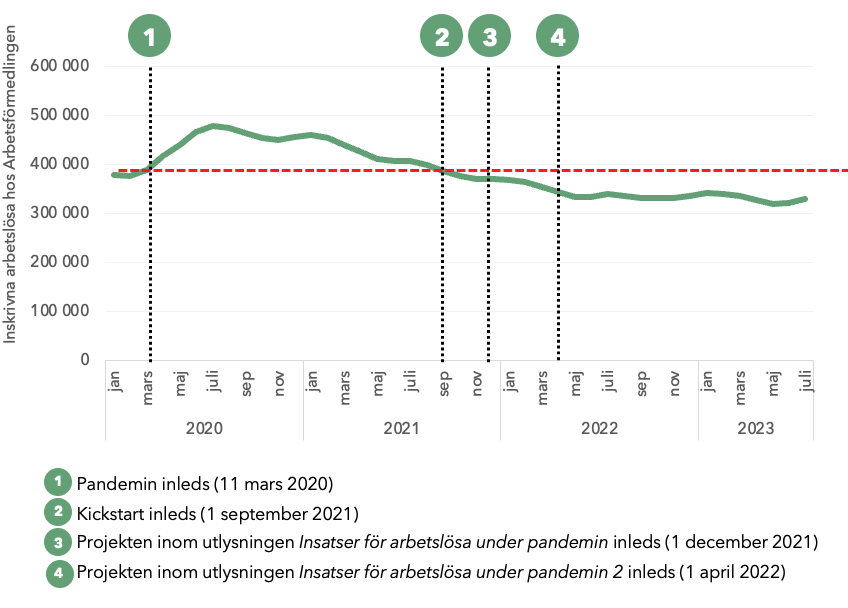 1 2 3 4
Inskrivna arbetslösa hos Arbetsförmedlingen
600 000
500 000
400 000
300 000
200 000
100 000
0
jan mars maj juli sep nov jan mars maj juli sep nov jan mars maj juli sep nov jan mars maj juli
2020 2021 2022 2023
1 Pandemin inleds (11 mars 2020)
2 Kickstart inleds (1 september 2021)
3 Projekten inom utlysningen Insatser för arbetslösa under pandemin inleds (1 december 2021)
4 Projekten inom utlysningen Insatser för arbetslösa under pandemin 2 inleds (1 april 2022)